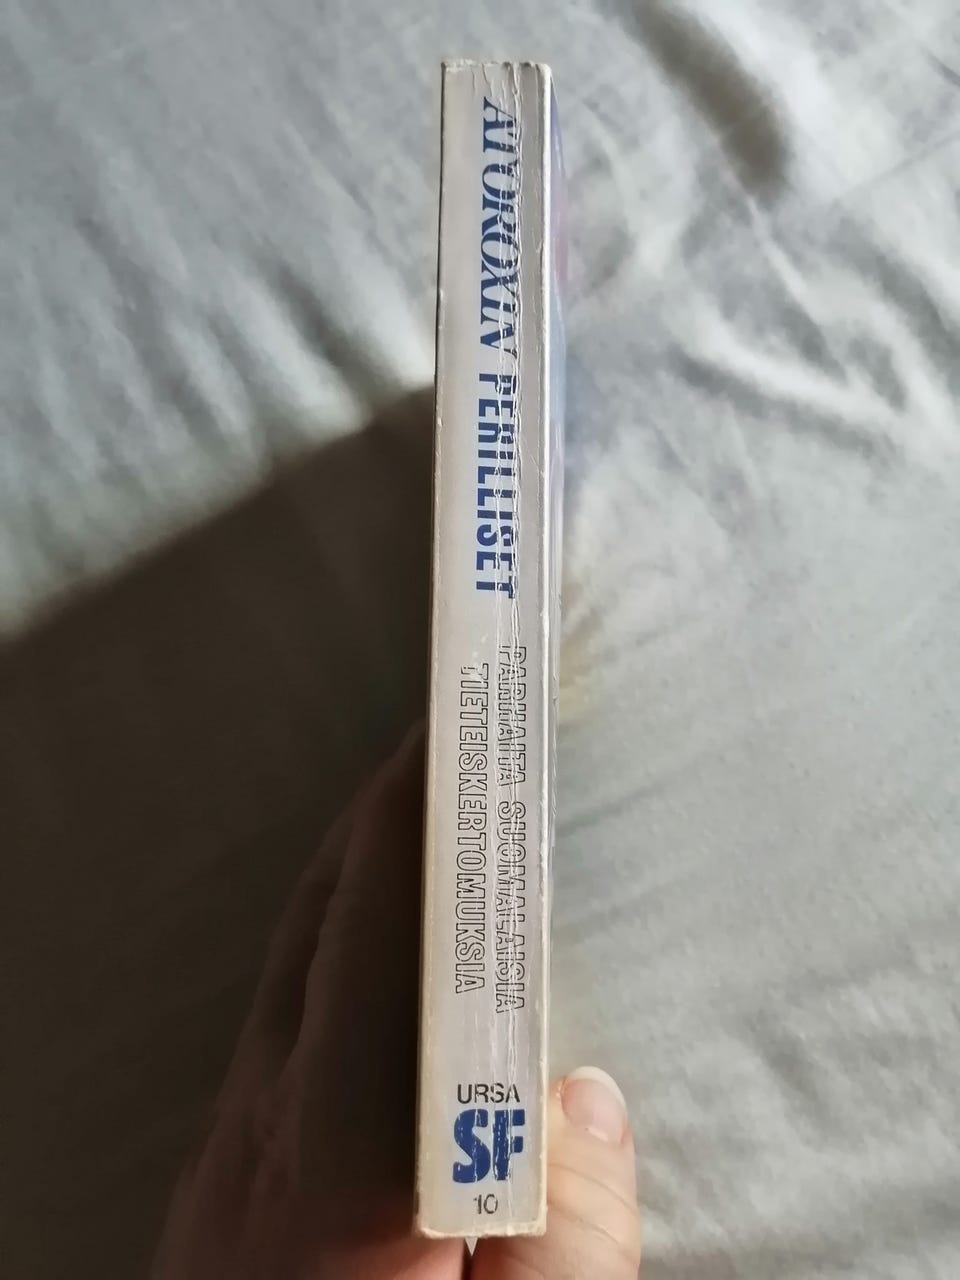 ATOROXIN PERILLISET
PARHAITA SUOMALAISIA
TIETEISKERTOMUKSIA
URSA
SF
10